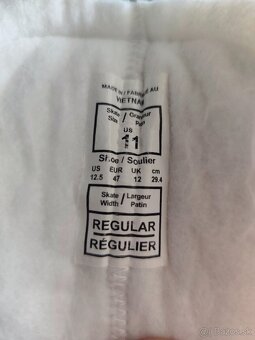 MADE IN / FABRIQUÉ AU
VIETNAM
Skate / Grandeur
Size / Patin
US
11
Shoe / Soulier
US EUR UK cm
12.5 47 12 29.4
Skate / Largeur
Width / Patin
REGULAR
RÉGULIER